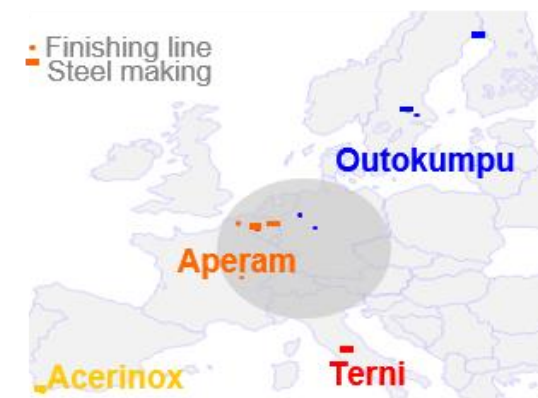 Finishing line
Steel making
Outokumpu
Aperam
Acerinox
Terni